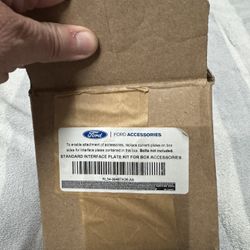 Ford | FORD ACCESSORIES
To enable attachment of accessories, replace current plates on box
sides for interface plates contained in this box. Bolts not included.
STANDARD INTERFACE PLATE KIT FOR BOX ACCESSORIES